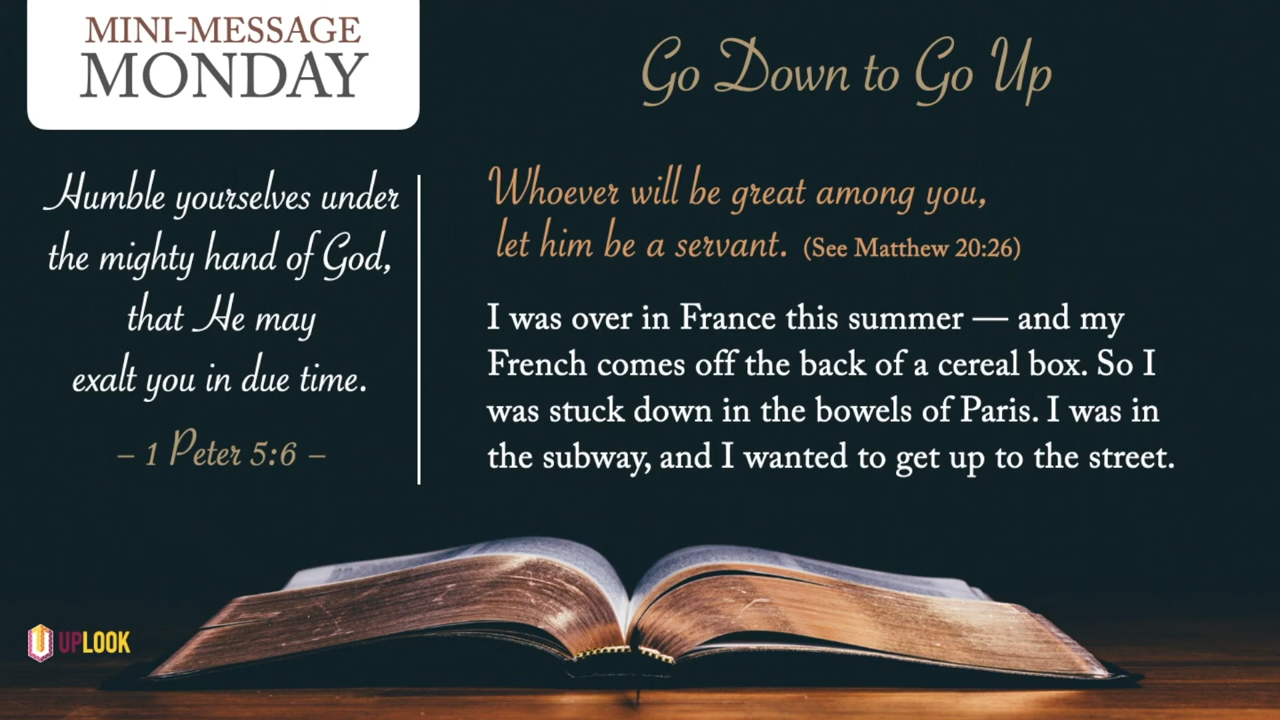 MINI-MESSAGE
MONDAY
Go Down to Go Up
Humble yourselves under
the mighty hand of God,
that He may
exalt you in due time.
– 1 Peter 5:6 –
Whoever will be great among you,
let him be a servant. (See Matthew 20:26)
I was over in France this summer — and my
French comes off the back of a cereal box. So I
was stuck down in the bowels of Paris. I was in
the subway, and I wanted to get up to the street.
UPLOOK